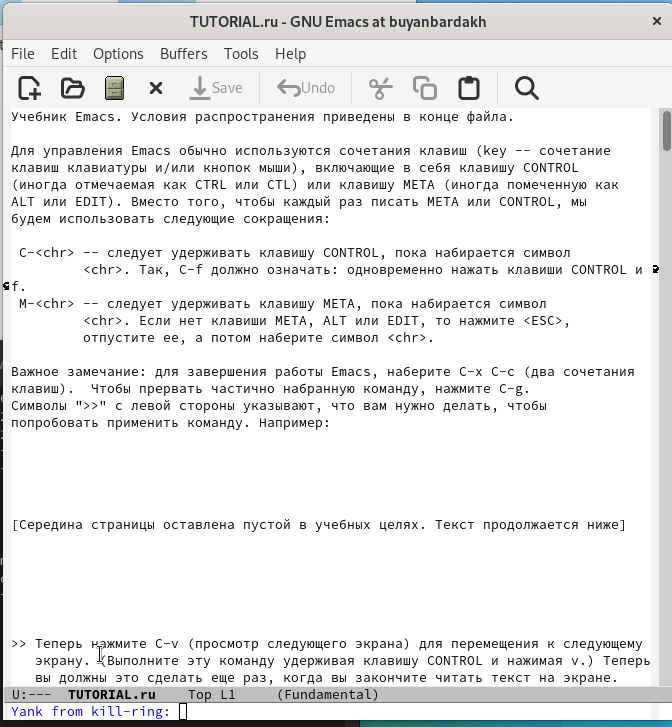 TUTORIAL.ru - GNU Emacs at buyanbardakh
File Edit Options Buffers Tools Help
Save Undo
Учебник Emacs. Условия распространения приведены в конце файла.
Для управления Emacs обычно используются сочетания клавиш (key -- сочетание
клавиш клавиатуры и/или кнопок мыши), включающие в себя клавишу CONTROL
(иногда отмечаемая как CTRL или CTL) или клавишу META (иногда помеченную как
ALT или EDIT). Вместо того, чтобы каждый раз писать META или CONTROL, мы
будем использовать следующие сокращения:
C-<chr> -- следует удерживать клавишу CONTROL, пока набирается символ
<chr>. Так, C-f должно означать: одновременно нажать клавиши CONTROL и
f.
M-<chr> -- следует удерживать клавишу META, пока набирается символ
<chr>. Если нет клавиши META, ALT или EDIT, то нажмите <ESC>,
отпустите ее, а потом наберите символ <chr>.
Важное замечание: для завершения работы Emacs, наберите C-x C-c (два сочетания
клавиш).  Чтобы прервать частично набранную команду, нажмите C-g.
Символы ">>" с левой стороны указывают, что вам нужно делать, чтобы
попробовать применить команду. Например:
[Середина страницы оставлена пустой в учебных целях. Текст продолжается ниже]
>> Теперь нажмите C-v (просмотр следующего экрана) для перемещения к следующему
экрану. (Выполните эту команду удерживая клавишу CONTROL и нажимая v.) Теперь
вы должны это сделать еще раз, когда вы закончите читать текст на экране.
U:--- TUTORIAL.ru Top L1 (Fundamental)
Yank from kill-ring: